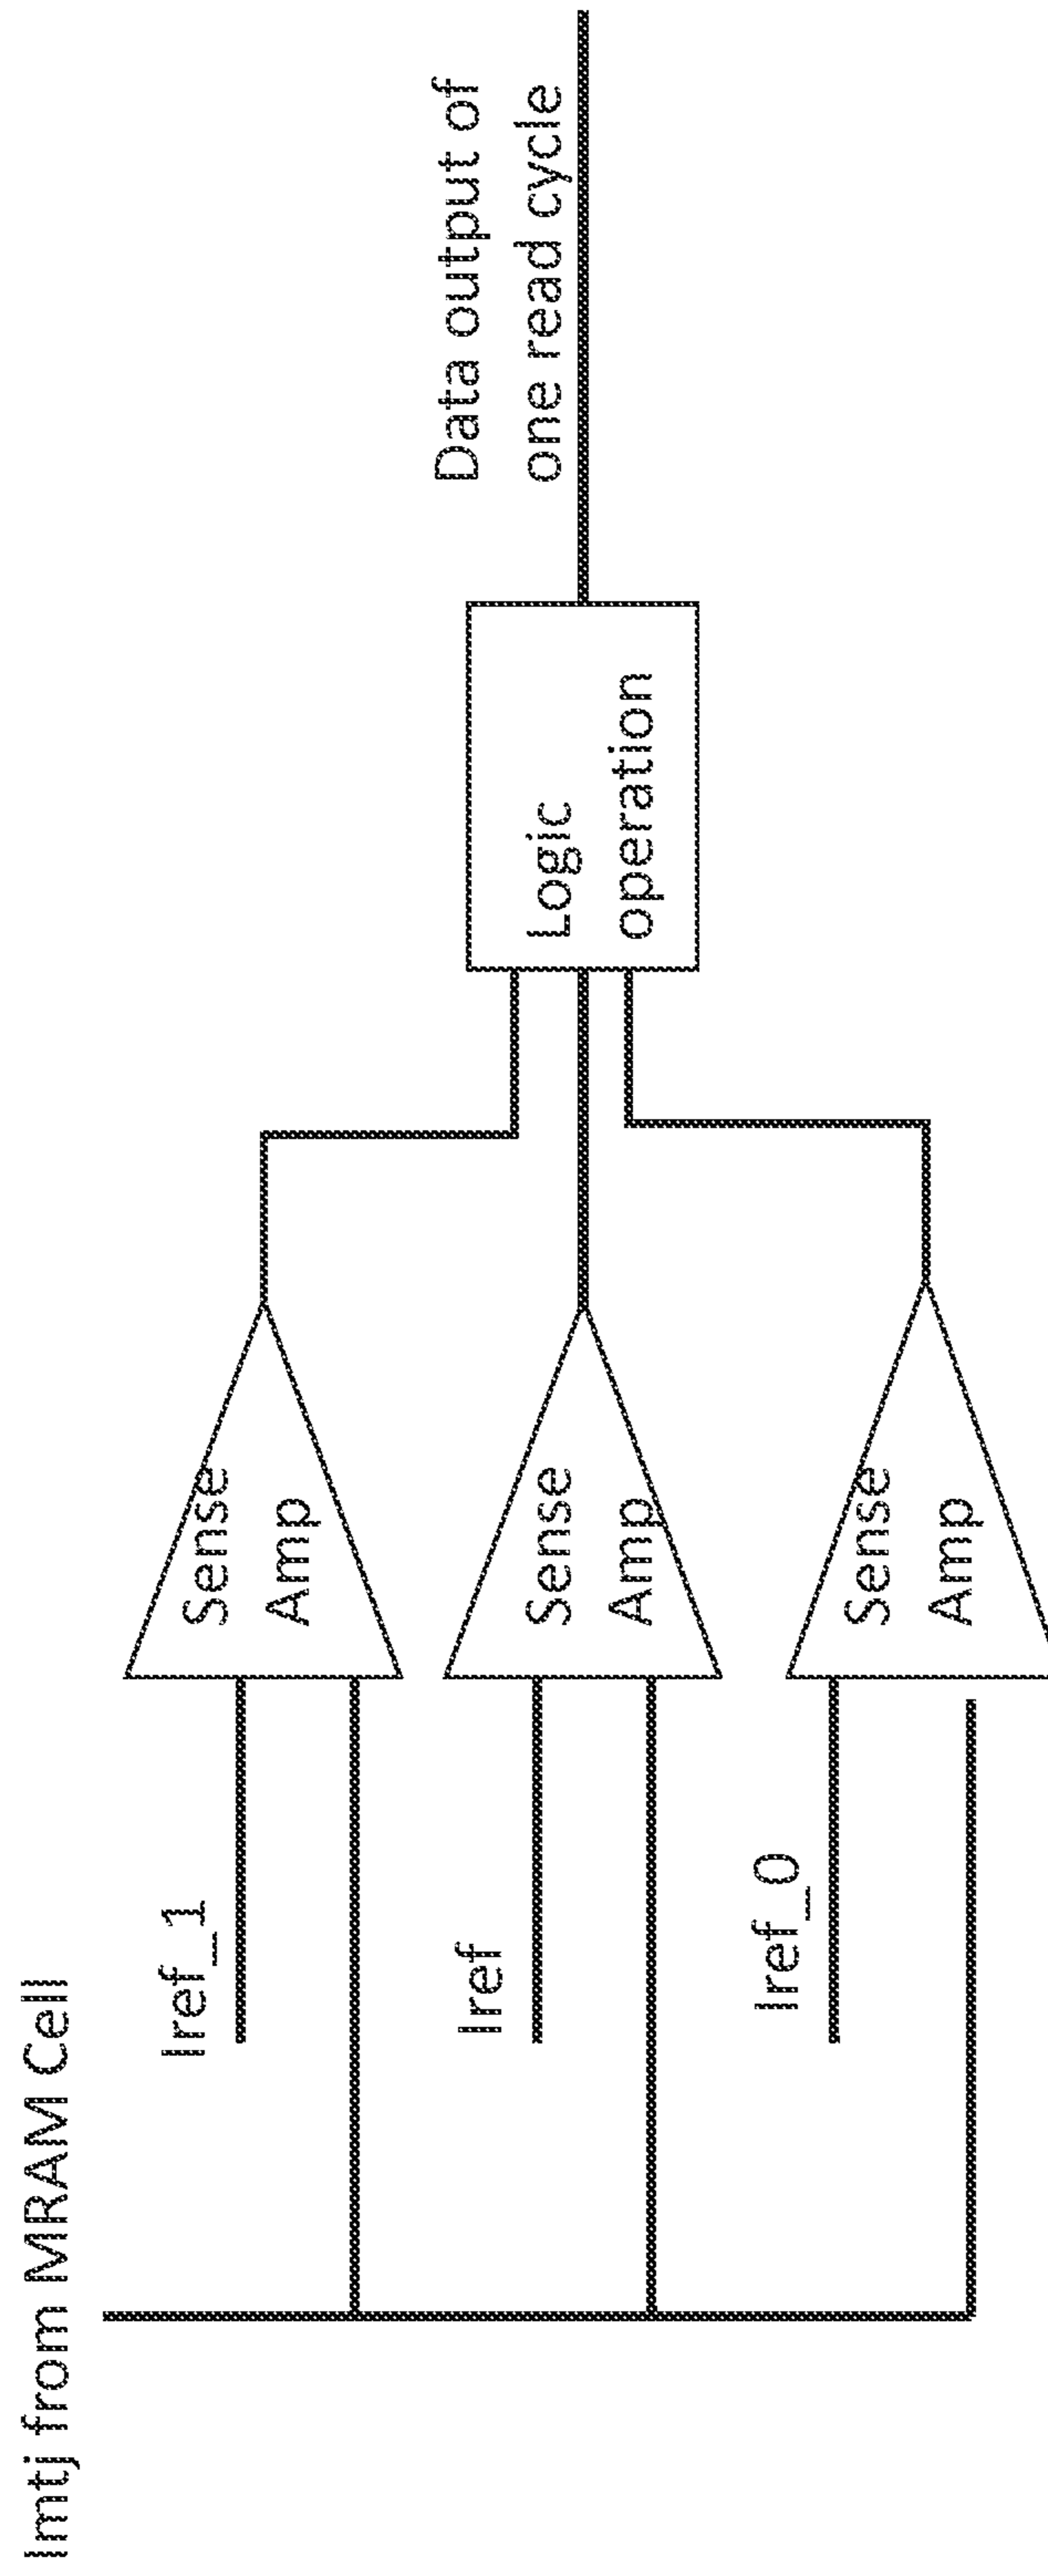 Imtj from MRAM Cell
Iref_1
Sense
Amp
Iref
Sense
Amp
Iref_0
Sense
Amp
Logic
operation
Data output of
one read cycle